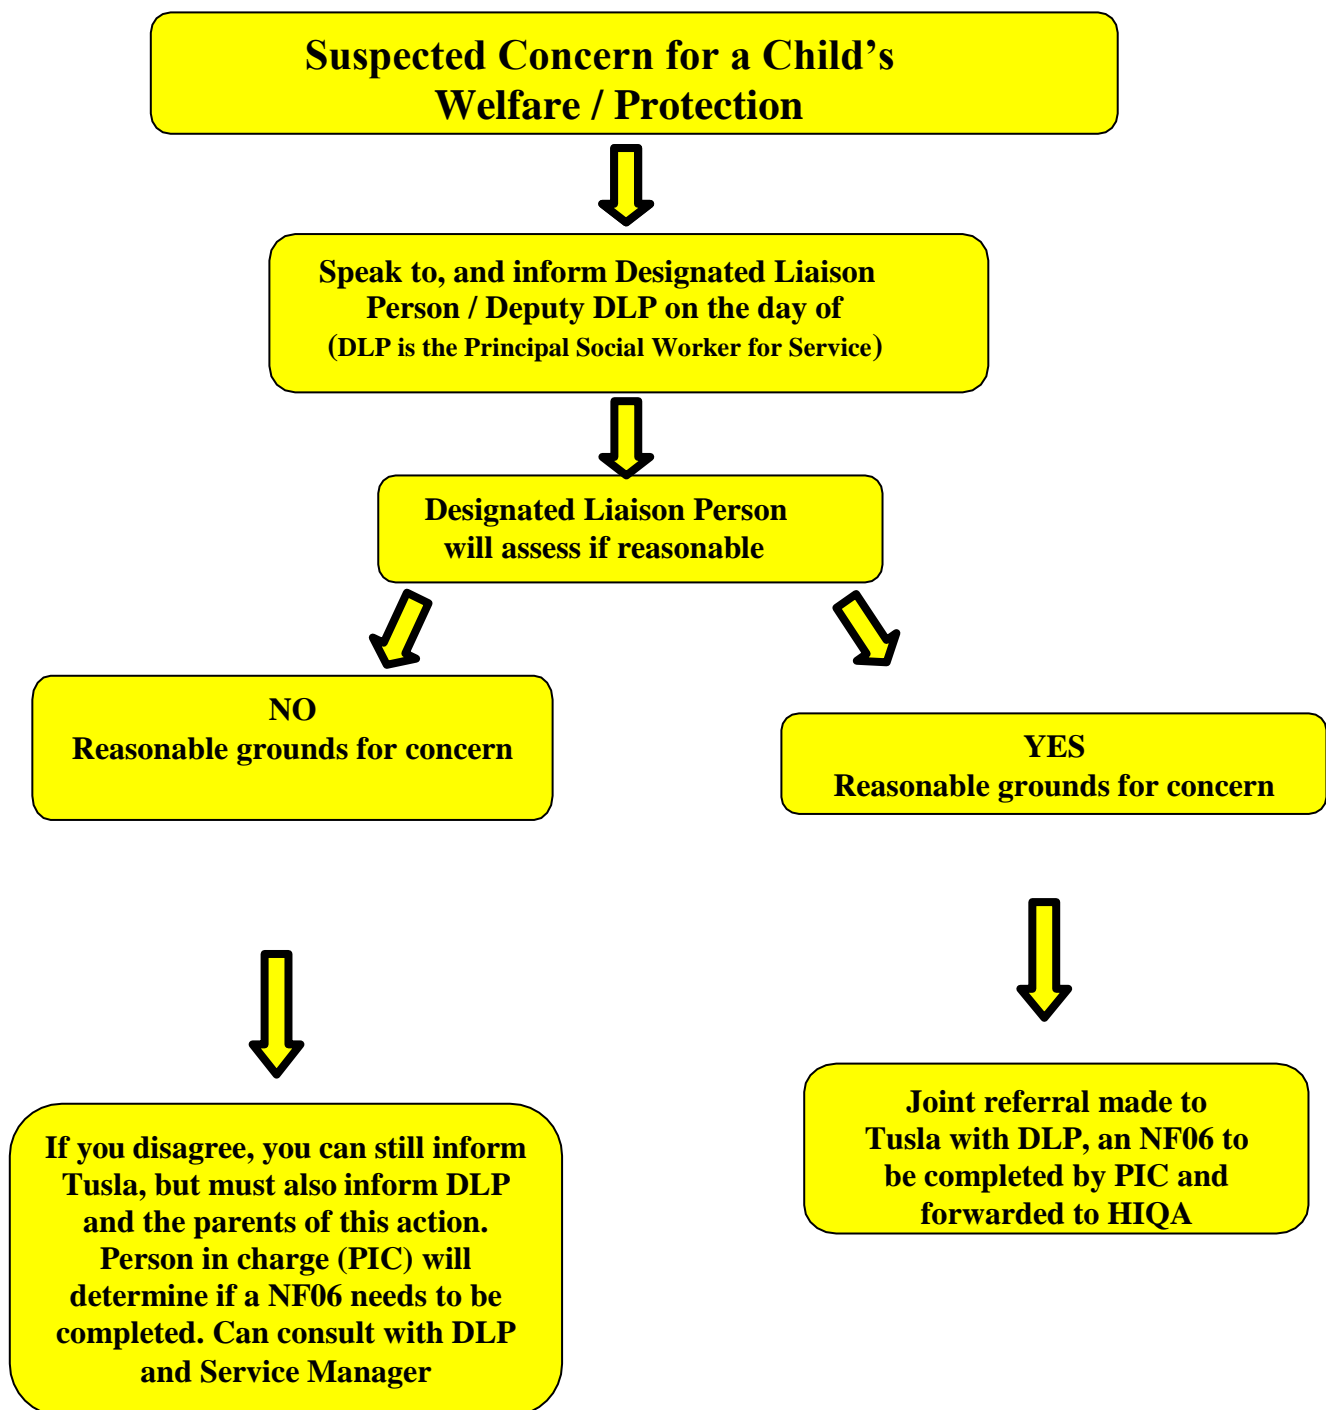 Suspected Concern for a Child’s
Welfare / Protection
Speak to, and inform Designated Liaison
Person / Deputy DLP on the day of
(DLP is the Principal Social Worker for Service)
Designated Liaison Person
will assess if reasonable
NO
Reasonable grounds for concern
YES
Reasonable grounds for concern
If you disagree, you can still inform
Tusla, but must also inform DLP
and the parents of this action.
Person in charge (PIC) will
determine if a NF06 needs to be
completed. Can consult with DLP
and Service Manager
Joint referral made to
Tusla with DLP, an NF06 to
be completed by PIC and
forwarded to HIQA